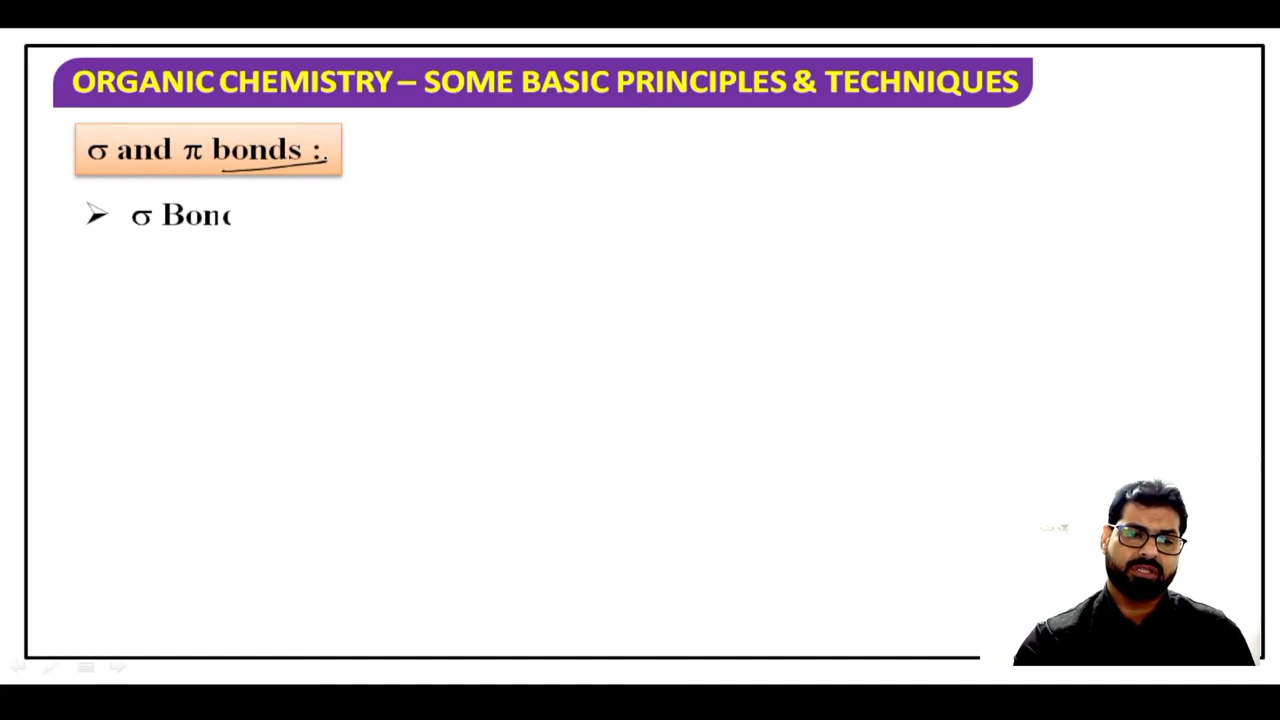 ORGANIC CHEMISTRY – SOME BASIC PRINCIPLES & TECHNIQUES
σ and π bonds :.
➢ σ Bon